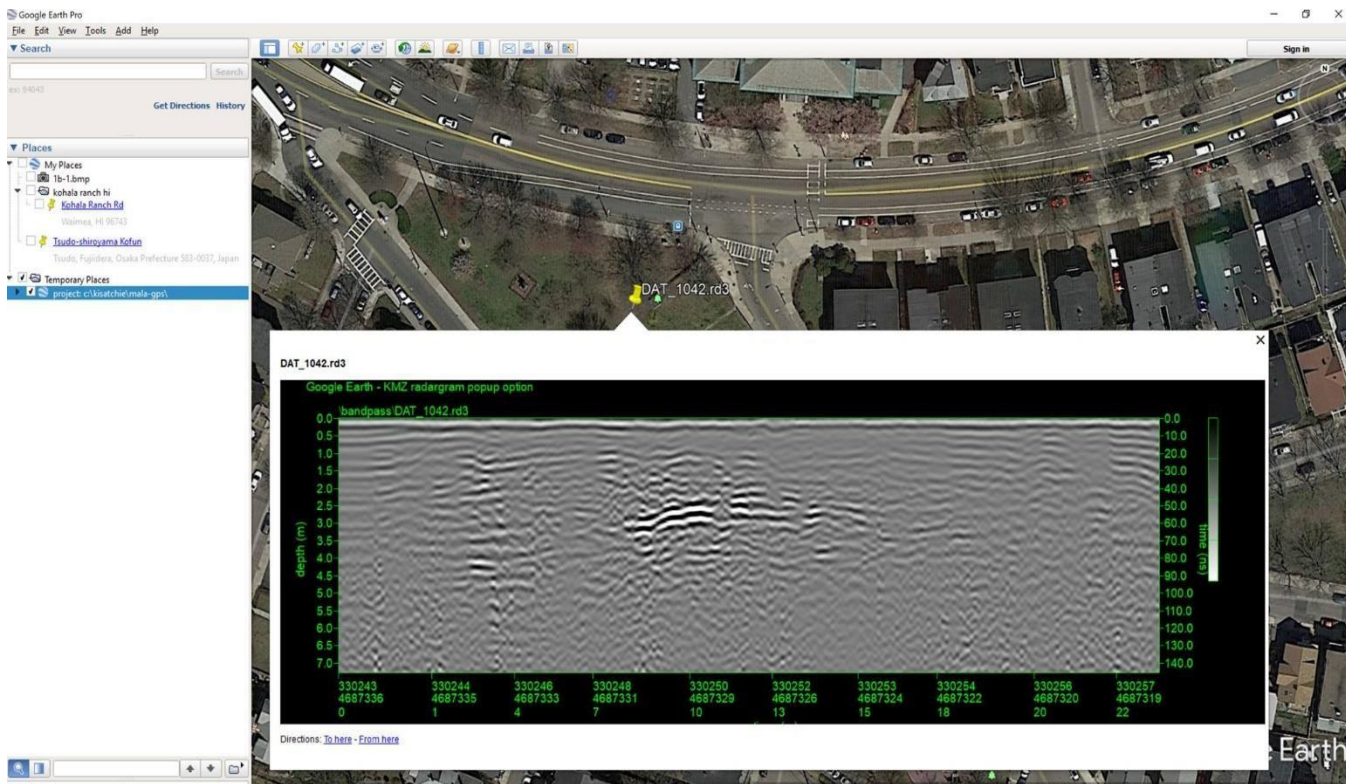 Google Earth Pro
File Edit View Tools Add Help
▼ Search
Search
ex: 94043
Get Directions History
▼ Places
My Places
1b-1.bmp
kohala ranch hi
Kohala Ranch Rd
Waimea, HI 96743
Tsudo-shiroyama Kofun
Tsudo, Fujiidera, Osaka Prefecture 583-0037, Japan
Temporary Places
project: c:\kisatchie\mala-gps\
Sign in
N
DAT_1042.rd3
DAT_1042.rd3
Google Earth - KMZ radargram popup option
\bandpass\DAT_1042.rd3
depth (m)
0.0
0.5
1.0
1.5
2.0
2.5
3.0
3.5
4.0
4.5
5.0
5.5
6.0
6.5
7.0
0.0
10.0
20.0
30.0
40.0
50.0
60.0
70.0
80.0
90.0
100.0
110.0
120.0
130.0
140.0
time (ns)
330243 330244 330246 330248 330250 330252 330253 330254 330256 330257
4687336 4687335 4687333 4687331 4687329 4687326 4687324 4687322 4687320 4687319
0 1 4 7 10 13 15 18 20 22
Directions: To here - From here
Earth